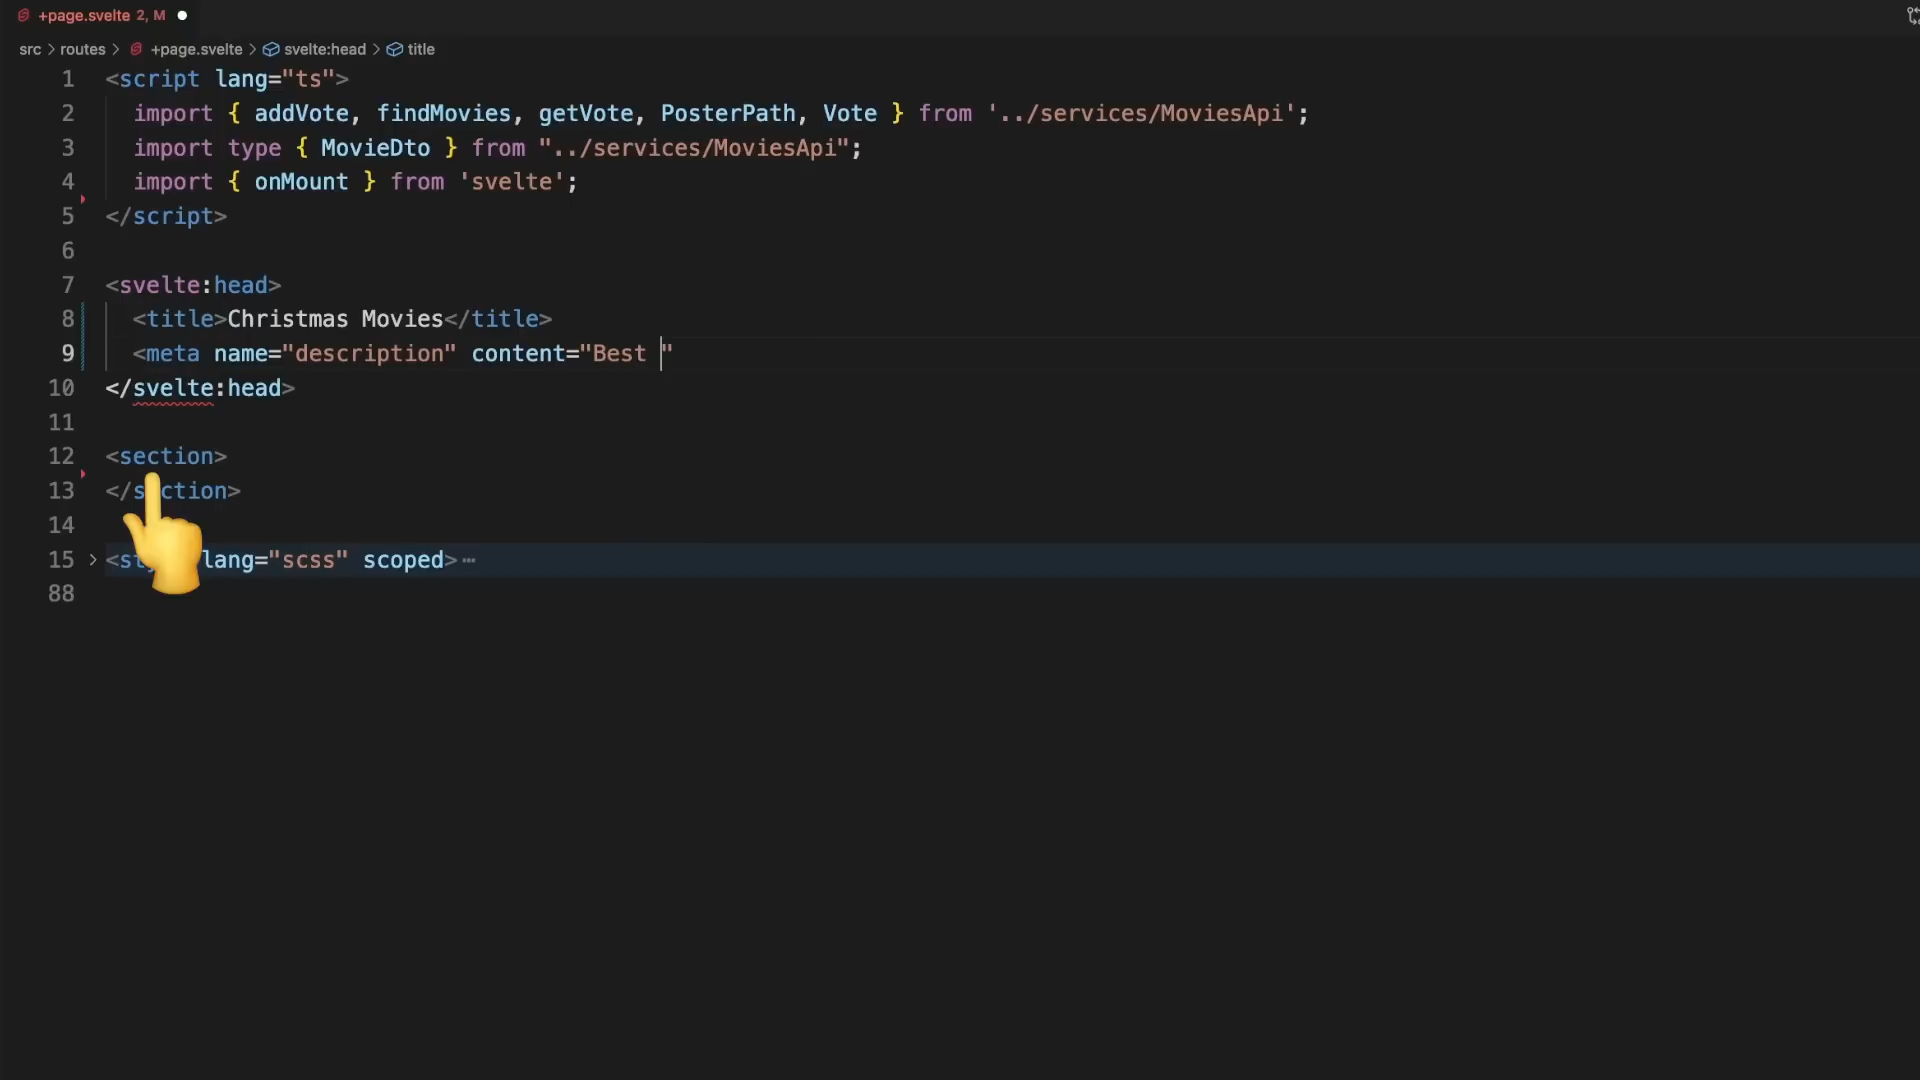 +page.svelte 2, M
src > routes > +page.svelte > svelte:head > title
1 <script lang="ts">
2 import { addVote, findMovies, getVote, PosterPath, Vote } from '../services/MoviesApi';
3 import type { MovieDto } from "../services/MoviesApi";
4 import { onMount } from 'svelte';
5 </script>
6
7 <svelte:head>
8 <title>Christmas Movies</title>
9 <meta name="description" content="Best "
10 </svelte:head>
11
12 <section>
13 </section>
14
15 lang="scss" scoped>
88